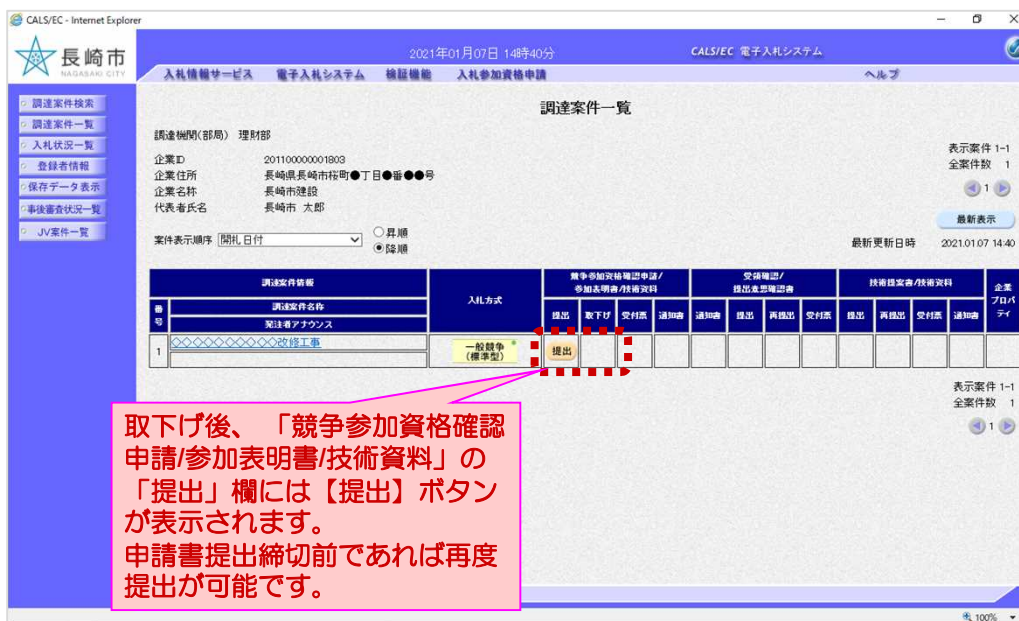 CALS/EC - Internet Explorer
長崎市
NAGASAKI CITY
2021年01月07日 14時40分
CALS/EC 電子入札システム
入札情報サービス 電子入札システム 検証機能 入札参加資格申請 ヘルプ
調達案件検索
調達案件一覧
入札状況一覧
登録者情報
保存データ表示
事後審査状況一覧
JV案件一覧
調達案件一覧
調達機関(部局) 理財部
企業ID 201100000001803
企業住所 長崎県長崎市桜町●丁目●番●●号
企業名称 長崎市建設
代表者氏名 長崎市 太郎
案件表示順序 開札日付
昇順
降順
表示案件 1-1
全案件数 1
1
最新表示
最新更新日時 2021.01.07 14:40
調達案件情報
番号
調達案件名称
発注者アナウンス
入札方式
競争参加資格確認申請/
参加表明書/技術資料
提出 取下げ 受付票 通知書
受領確認/
提出意思確認書
通知書 提出 再提出 受付票
技術提案書/技術資料
提出 再提出 受付票 通知書
企業
プロパ
ティ
1 ◇◇◇◇◇◇◇◇◇◇改修工事
一般競争
(標準型)
提出
表示案件 1-1
全案件数 1
1
取下げ後、「競争参加資格確認
申請/参加表明書/技術資料」の
「提出」欄には【提出】ボタン
が表示されます。
申請書提出締切前であれば再度
提出が可能です。
100%